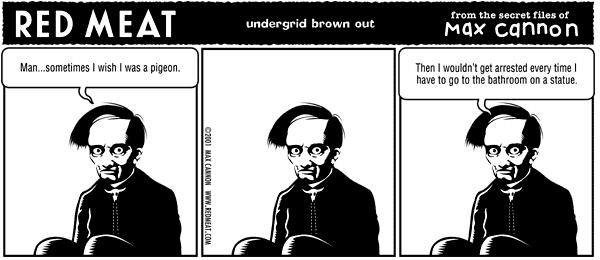 RED MEAT
undergrid brown out
from the secret files of
Max cannon
Man...sometimes I wish I was a pigeon.
©2001 MAX CANNON WWW.REDMEAT.COM
Then I wouldn't get arrested every time I
have to go to the bathroom on a statue.